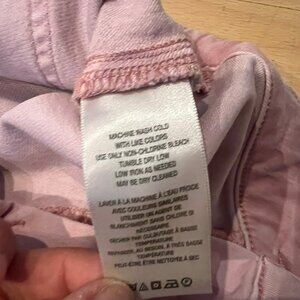 MACHINE WASH COLD
WITH LIKE COLORS
USE ONLY NON-CHLORINE BLEACH
TUMBLE DRY LOW
LOW IRON AS NEEDED
MAY BE DRY CLEANED
LAVER À LA MACHINE À L'EAU FROIDE
AVEC COULEURS SIMILAIRES
UTILISER UN AGENT DE
BLANCHIMENT SANS CHLORE SI
NÉCESSAIRE
SÉCHER PAR CULBUTAGE À BASSE
TEMPÉRATURE
REPASSER AU BESOIN, À TRÈS BASSE
TEMPÉRATURE
PEUT-ÊTRE NETTOYÉ À SEC